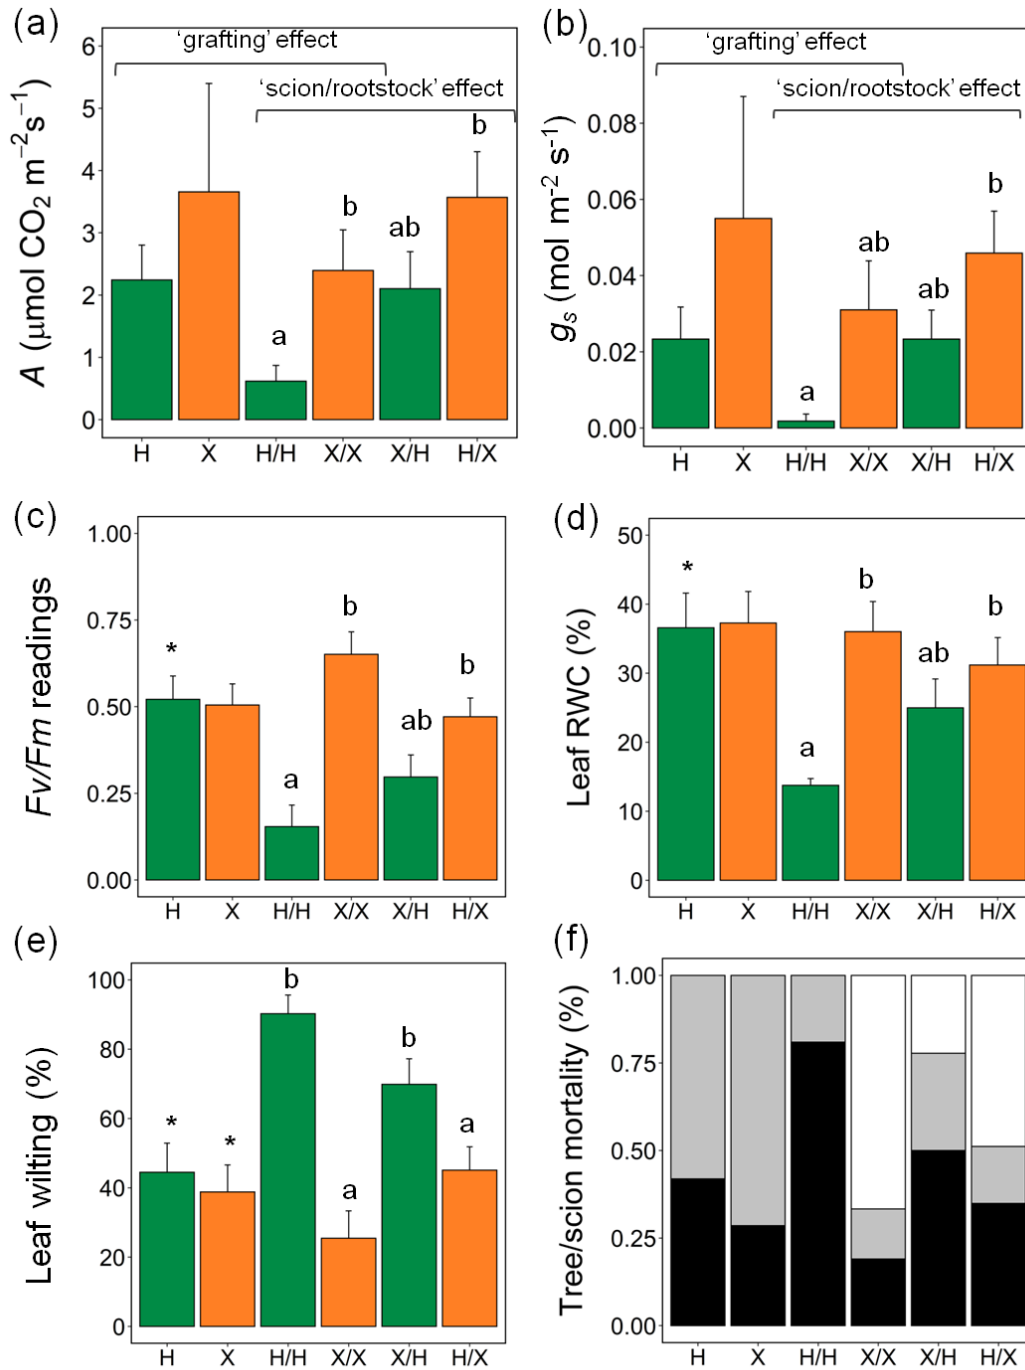 (a)
'grafting' effect
'scion/rootstock' effect
A (μmol CO₂ m⁻²s⁻¹)
6
5
4
3
2
1
0
a
b
ab
b
H X H/H X/X X/H H/X
(b)
'grafting' effect
'scion/rootstock' effect
gₛ (mol m⁻² s⁻¹)
0.10
0.08
0.06
0.04
0.02
0.00
a
ab
ab
b
H X H/H X/X X/H H/X
(c)
Fv/Fm readings
1.00
0.75
0.50
0.25
0.00
*
a
b
ab
b
H X H/H X/X X/H H/X
(d)
Leaf RWC (%)
50
40
30
20
10
0
*
a
b
ab
b
H X H/H X/X X/H H/X
(e)
Leaf wilting (%)
100
80
60
40
20
0
*
*
b
a
b
a
H X H/H X/X X/H H/X
(f)
Tree/scion mortality (%)
1.00
0.75
0.50
0.25
0.00
H X H/H X/X X/H H/X